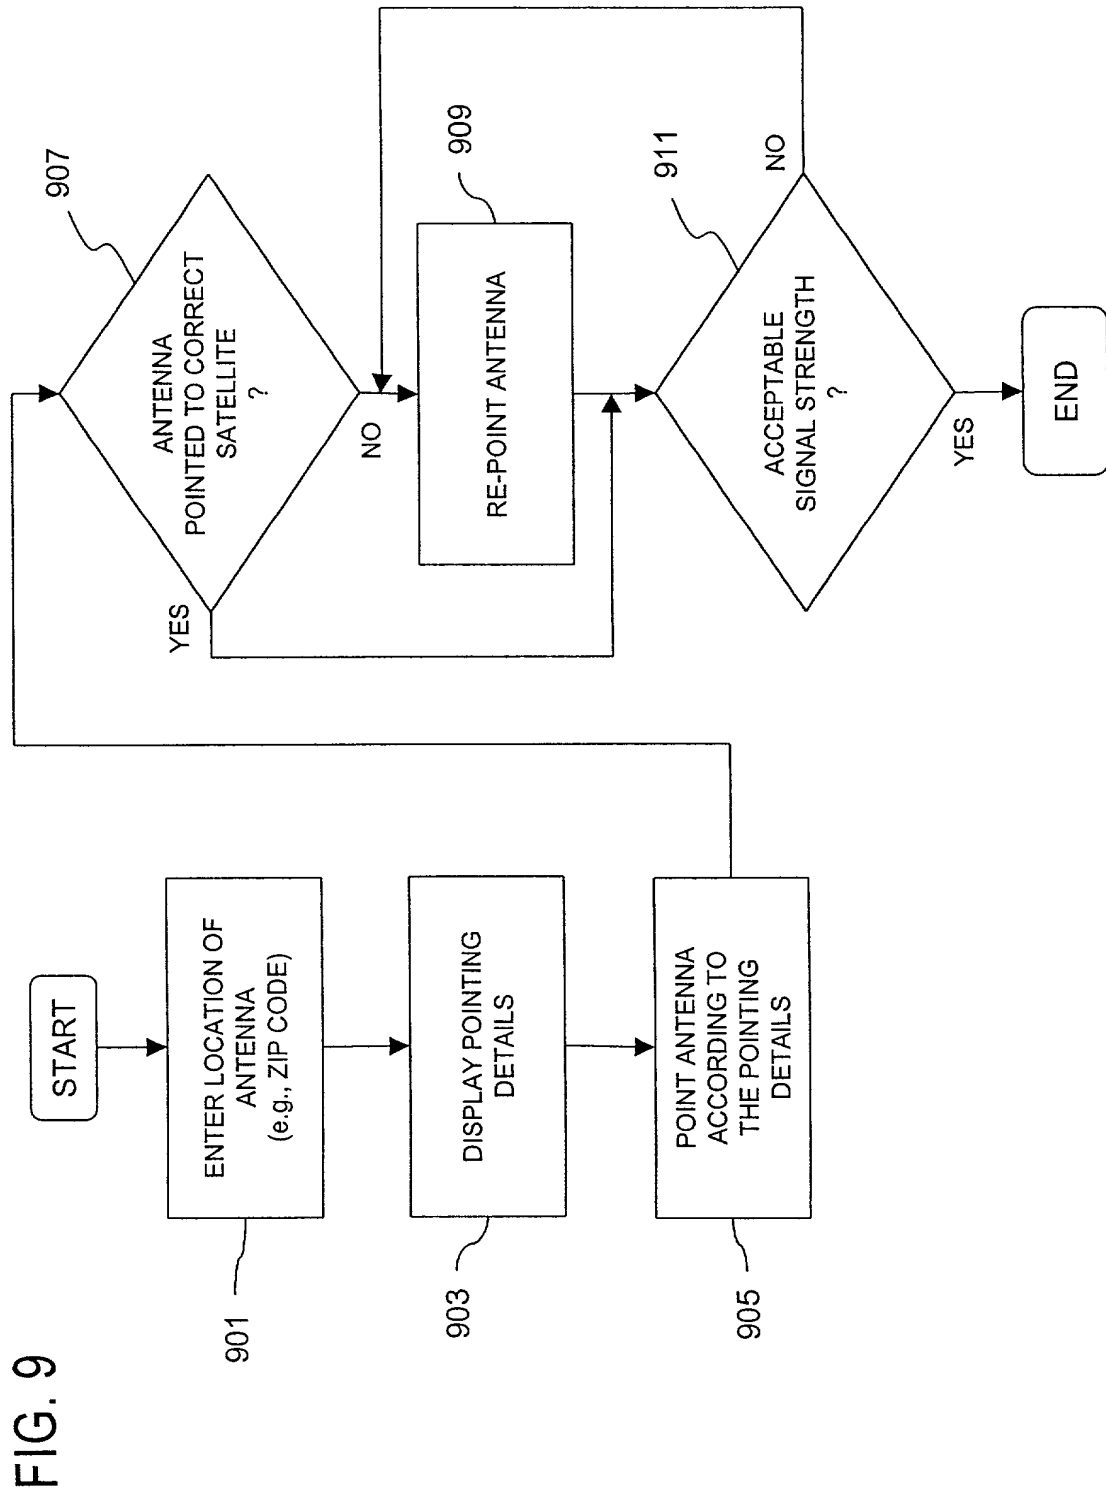 FIG. 9
START
ENTER LOCATION OF
ANTENNA
(e.g., ZIP CODE)
901
DISPLAY POINTING
DETAILS
903
POINT ANTENNA
ACCORDING TO
THE POINTING
DETAILS
905
907
ANTENNA
POINTED TO CORRECT
SATELLITE
?
YES
NO
909
RE-POINT ANTENNA
911
ACCEPTABLE
SIGNAL STRENGTH
?
NO
YES
END